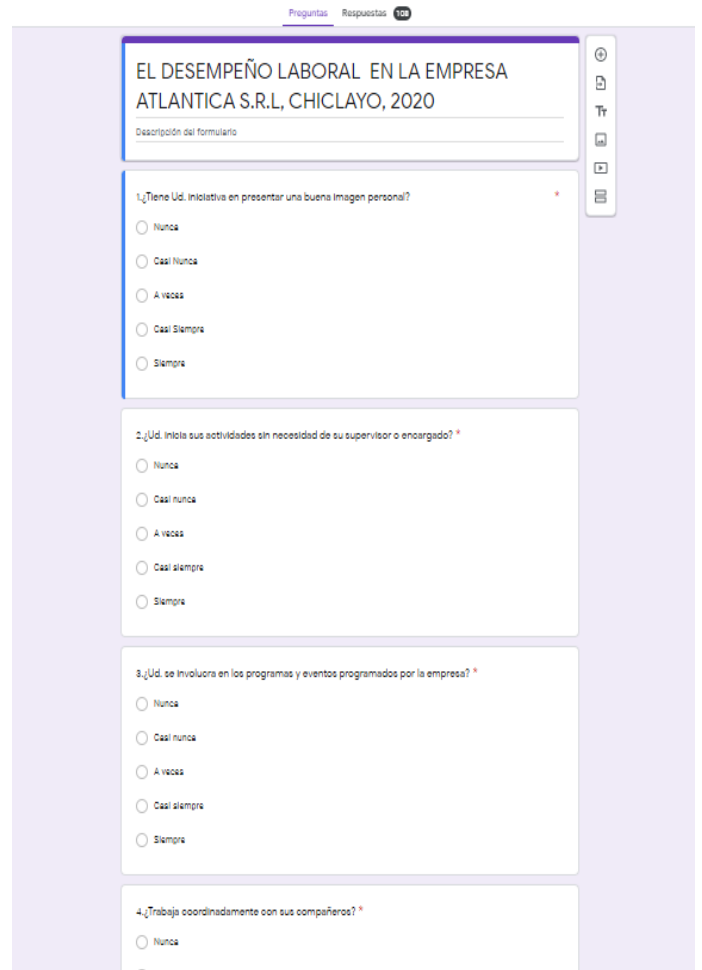 Preguntas Respuestas 108
EL DESEMPEÑO LABORAL EN LA EMPRESA
ATLANTICA S.R.L, CHICLAYO, 2020
Descripción del formulario
1.¿Tiene Ud. iniciativa en presentar una buena imagen personal? *
Nunca
Casi Nunca
A veces
Casi Siempre
Siempre
2.¿Ud. inicia sus actividades sin necesidad de su supervisor o encargado? *
Nunca
Casi nunca
A veces
Casi siempre
Siempre
3.¿Ud. se involucra en los programas y eventos programados por la empresa? *
Nunca
Casi nunca
A veces
Casi siempre
Siempre
4.¿Trabaja coordinadamente con sus compañeros? *
Nunca